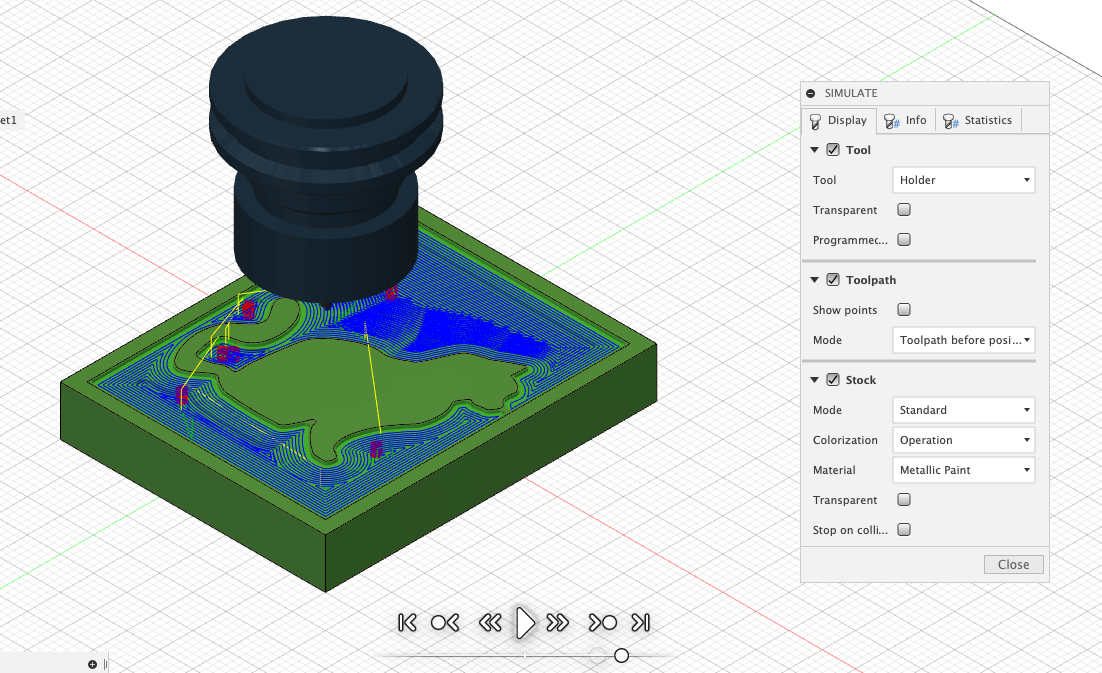 et1
SIMULATE
Display
Info
Statistics
Tool
Tool
Holder
Transparent
Programmec...
Toolpath
Show points
Mode
Toolpath before posi...
Stock
Mode
Standard
Colorization
Operation
Material
Metallic Paint
Transparent
Stop on colli...
Close